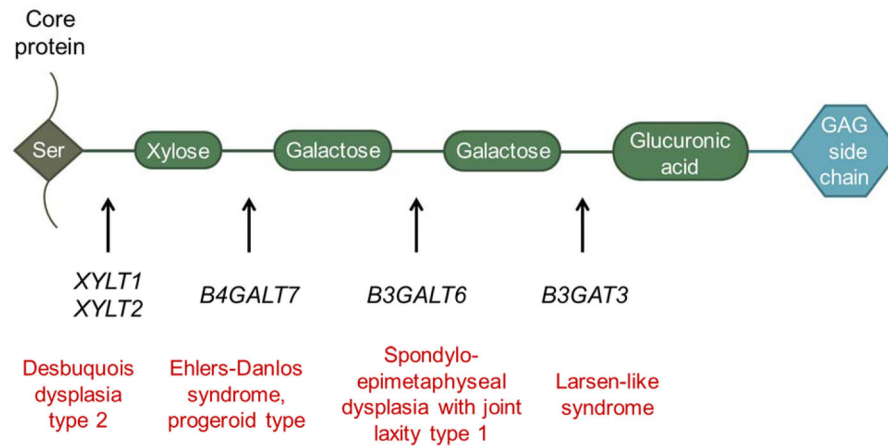 Core
protein
Ser
Xylose
Galactose
Galactose
Glucuronic
acid
GAG
side
chain
XYLT1
XYLT2
B4GALT7
B3GALT6
B3GAT3
Desbuquois
dysplasia
type 2
Ehlers-Danlos
syndrome,
progeroid type
Spondylo-
epimetaphyseal
dysplasia with joint
laxity type 1
Larsen-like
syndrome